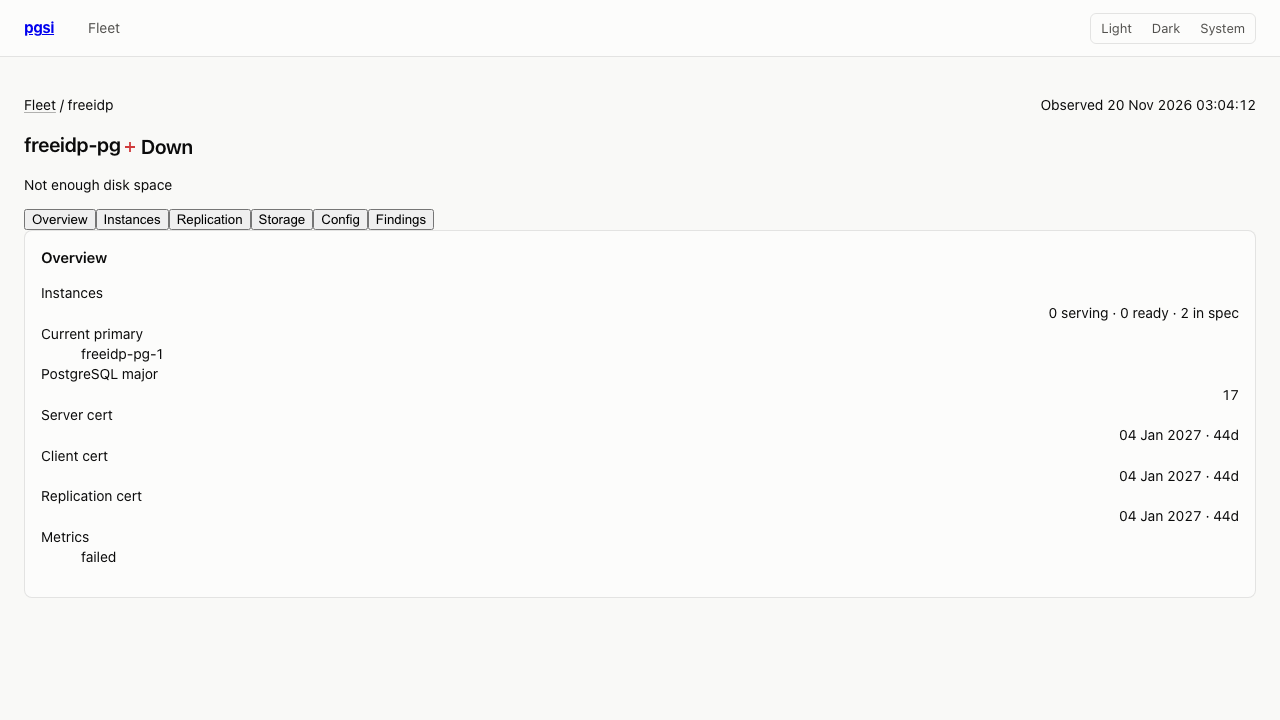 pgsi Fleet Light Dark System
Fleet / freeidp Observed 20 Nov 2026 03:04:12
freeidp-pg + Down
Not enough disk space
Overview Instances Replication Storage Config Findings
Overview
Instances
0 serving · 0 ready · 2 in spec
Current primary
freeidp-pg-1
PostgreSQL major
17
Server cert
04 Jan 2027 · 44d
Client cert
04 Jan 2027 · 44d
Replication cert
04 Jan 2027 · 44d
Metrics
failed